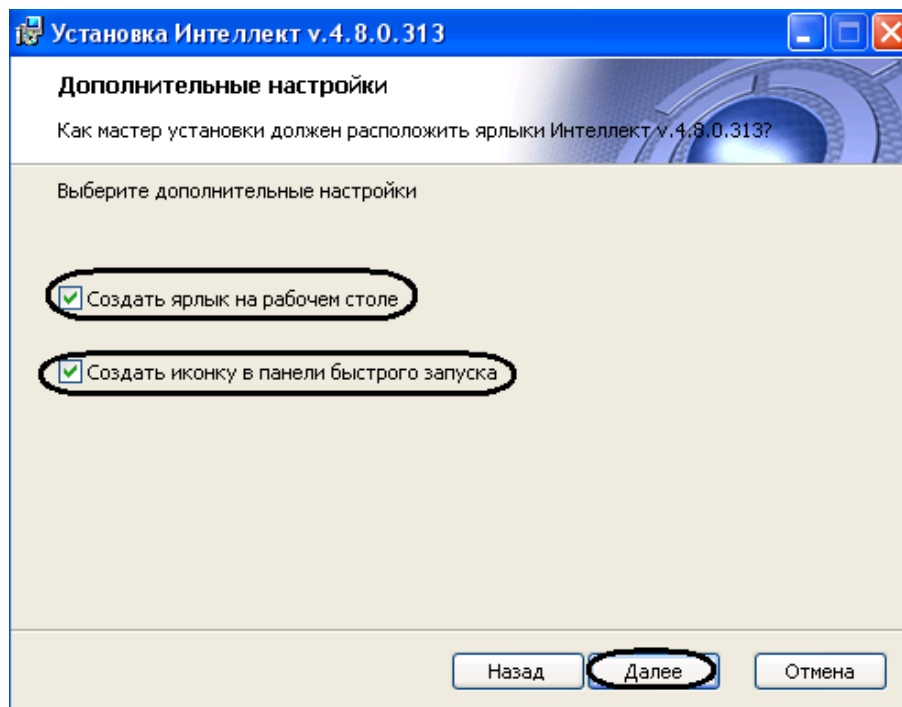 Установка Интеллект v.4.8.0.313
Дополнительные настройки
Как мастер установки должен расположить ярлыки Интеллект v.4.8.0.313?
Выберите дополнительные настройки
Создать ярлык на рабочем столе
Создать иконку в панели быстрого запуска
Назад
Далее
Отмена